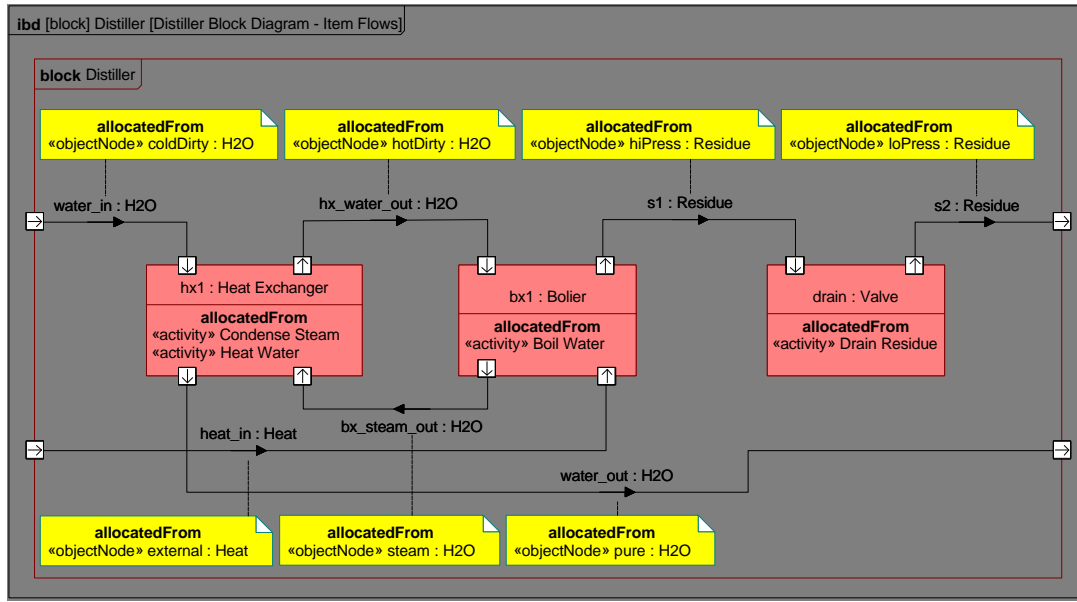 ibd [block] Distiller [Distiller Block Diagram - Item Flows]
block Distiller
allocatedFrom
«objectNode» coldDirty : H2O
allocatedFrom
«objectNode» hotDirty : H2O
allocatedFrom
«objectNode» hiPress : Residue
allocatedFrom
«objectNode» loPress : Residue
water_in : H2O
hx_water_out : H2O
s1 : Residue
s2 : Residue
hx1 : Heat Exchanger
allocatedFrom
«activity» Condense Steam
«activity» Heat Water
bx1 : Bolier
allocatedFrom
«activity» Boil Water
drain : Valve
allocatedFrom
«activity» Drain Residue
heat_in : Heat
bx_steam_out : H2O
water_out : H2O
allocatedFrom
«objectNode» external : Heat
allocatedFrom
«objectNode» steam : H2O
allocatedFrom
«objectNode» pure : H2O